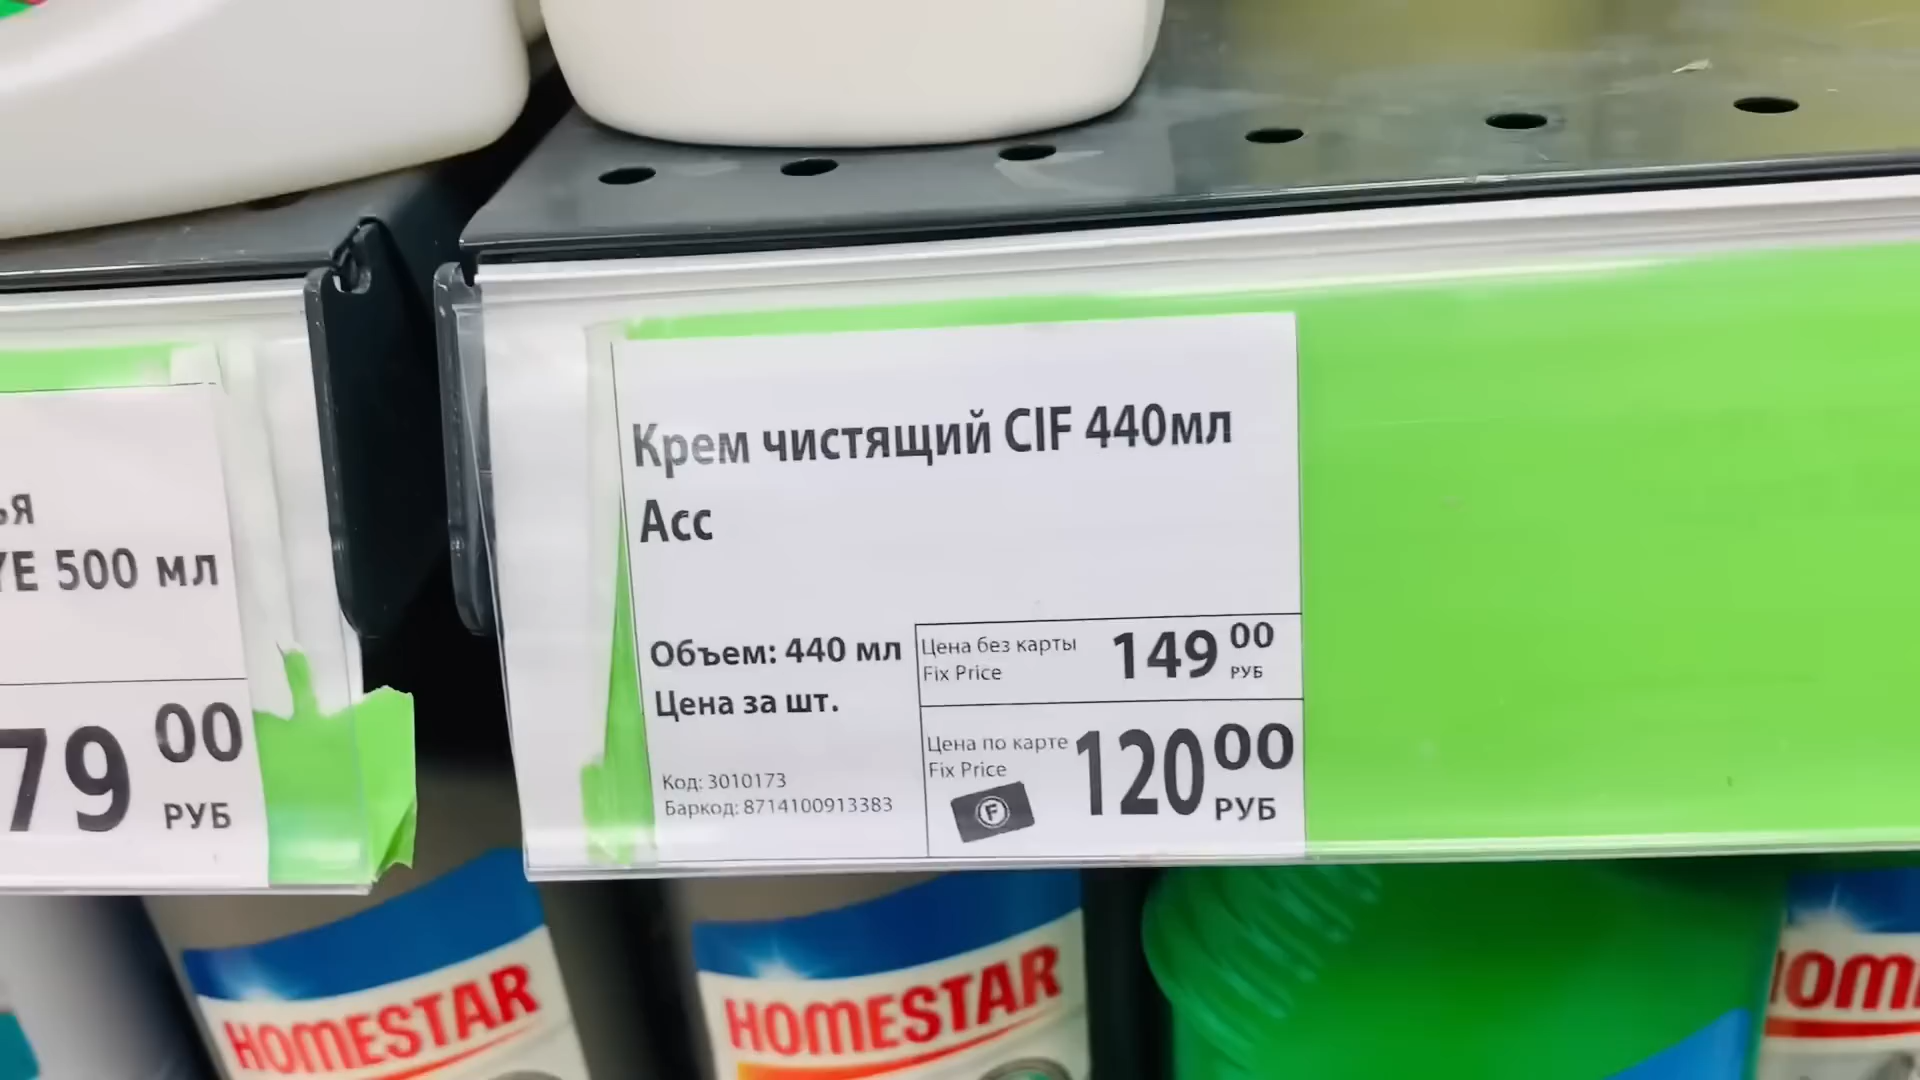 ья
YE 500 мл
79 00
РУБ
Крем чистящий CIF 440мл
Асс
Объем: 440 мл
Цена за шт.
Код: 3010173
Баркод: 8714100913383
Цена без карты
Fix Price
149 00
РУБ
Цена по карте
Fix Price
120 00
РУБ
F
HOMESTAR
HOMESTAR
HOM